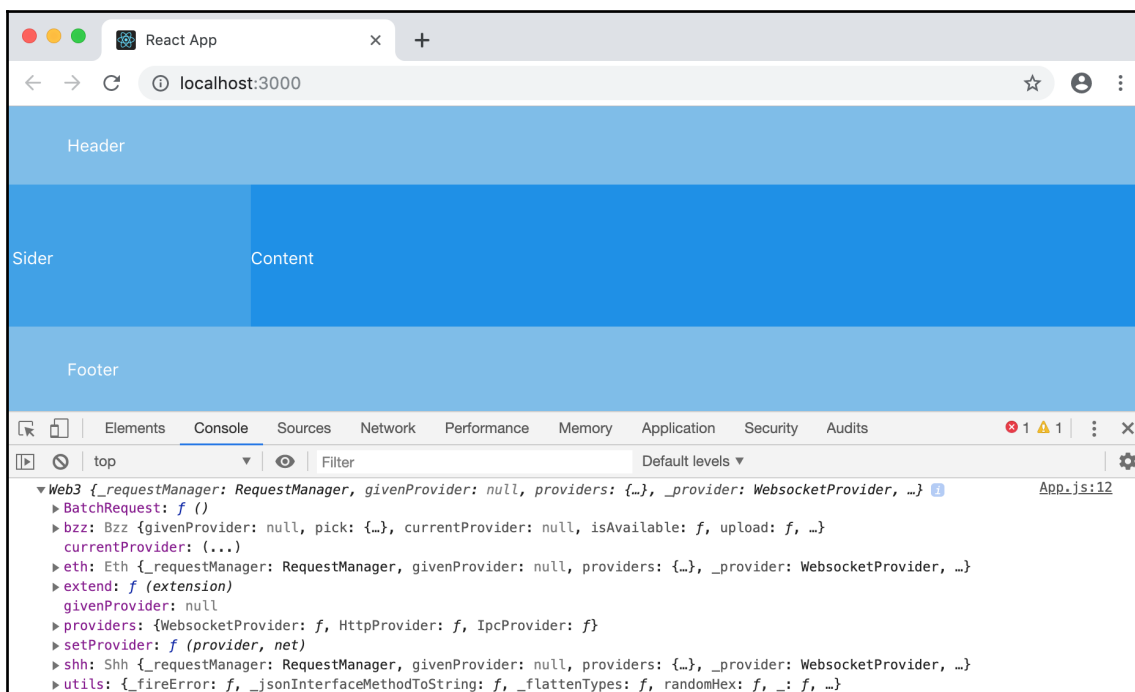 React App
localhost:3000
Header
Sider
Content
Footer
Elements Console Sources Network Performance Memory Application Security Audits 1 1
top Filter Default levels ▼
▼Web3 {_requestManager: RequestManager, givenProvider: null, providers: {…}, _provider: WebsocketProvider, …} i App.js:12
▶BatchRequest: ƒ ()
▶bzz: Bzz {givenProvider: null, pick: {…}, currentProvider: null, isAvailable: ƒ, upload: ƒ, …}
currentProvider: (...)
▶eth: Eth {_requestManager: RequestManager, givenProvider: null, providers: {…}, _provider: WebsocketProvider, …}
▶extend: ƒ (extension)
givenProvider: null
▶providers: {WebsocketProvider: ƒ, HttpProvider: ƒ, IpcProvider: ƒ}
▶setProvider: ƒ (provider, net)
▶shh: Shh {_requestManager: RequestManager, givenProvider: null, providers: {…}, _provider: WebsocketProvider, …}
▶utils: {_fireError: ƒ, _jsonInterfaceMethodToString: ƒ, _flattenTypes: ƒ, randomHex: ƒ, _: ƒ, …}